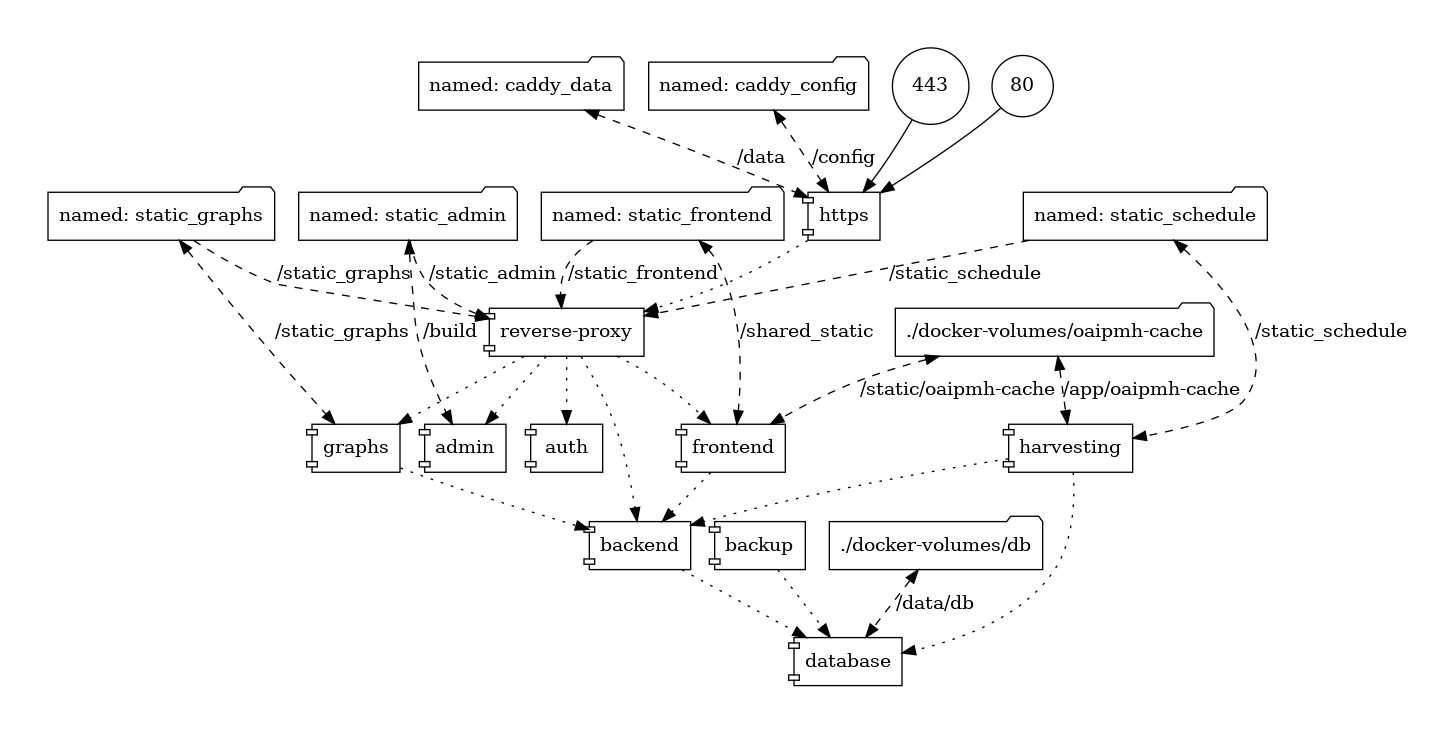 named: caddy_data
named: caddy_config
443
80
/data
/config
named: static_graphs
named: static_admin
named: static_frontend
https
named: static_schedule
/static_graphs
/static_admin
/static_frontend
/static_schedule
reverse-proxy
./docker-volumes/oaipmh-cache
/static_graphs
/build
/shared_static
/static_schedule
/static/oaipmh-cache
/app/oaipmh-cache
graphs
admin
auth
frontend
harvesting
backend
backup
./docker-volumes/db
/data/db
database